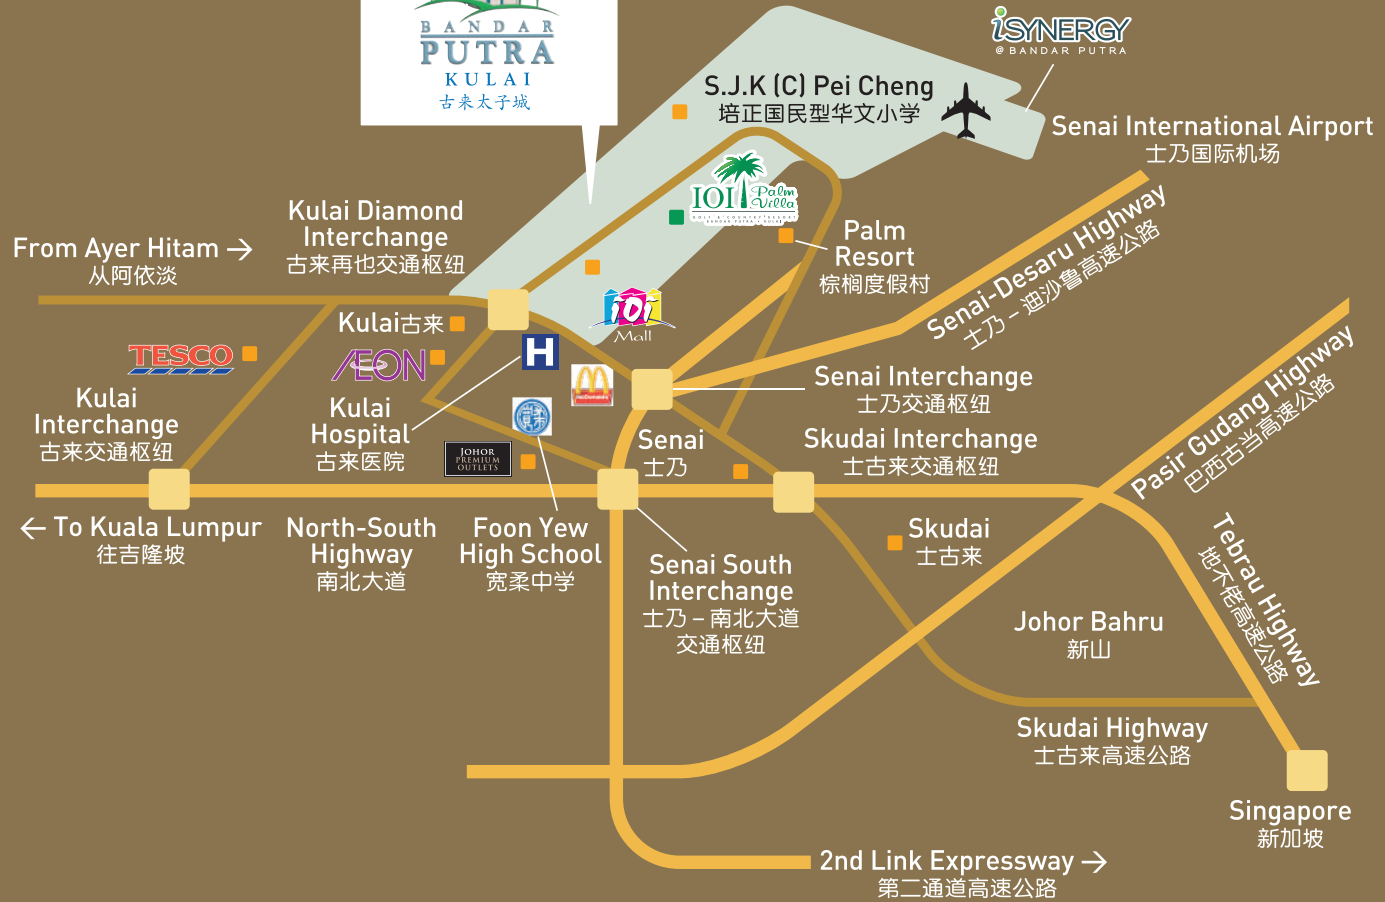 BANDAR
PUTRA
KULAI
古来太子城
iSYNERGY
@ BANDAR PUTRA
S.J.K (C) Pei Cheng
培正国民型华文小学
Senai International Airport
士乃国际机场
IOI Palm Villa
GOLF & COUNTRY RESORT
BANDAR PUTRA • KULAI
Kulai Diamond
Interchange
古来再也交通枢纽
From Ayer Hitam →
从阿依淡
Palm
Resort
棕榈度假村
Senai-Desaru Highway
士乃 – 迪沙鲁高速公路
Kulai古来
IOI
Mall
TESCO
AEON
H
McDonald's
Kulai
Interchange
古来交通枢纽
Kulai
Hospital
古来医院
JOHOR
PREMIUM
OUTLETS
Senai
士乃
Senai Interchange
士乃交通枢纽
Skudai Interchange
士古来交通枢纽
Pasir Gudang Highway
巴西古当高速公路
← To Kuala Lumpur
往吉隆坡
North-South
Highway
南北大道
Foon Yew
High School
宽柔中学
Senai South
Interchange
士乃 – 南北大道
交通枢纽
Skudai
士古来
Tebrau Highway
地不佬高速公路
Johor Bahru
新山
Skudai Highway
士古来高速公路
Singapore
新加坡
2nd Link Expressway →
第二通道高速公路